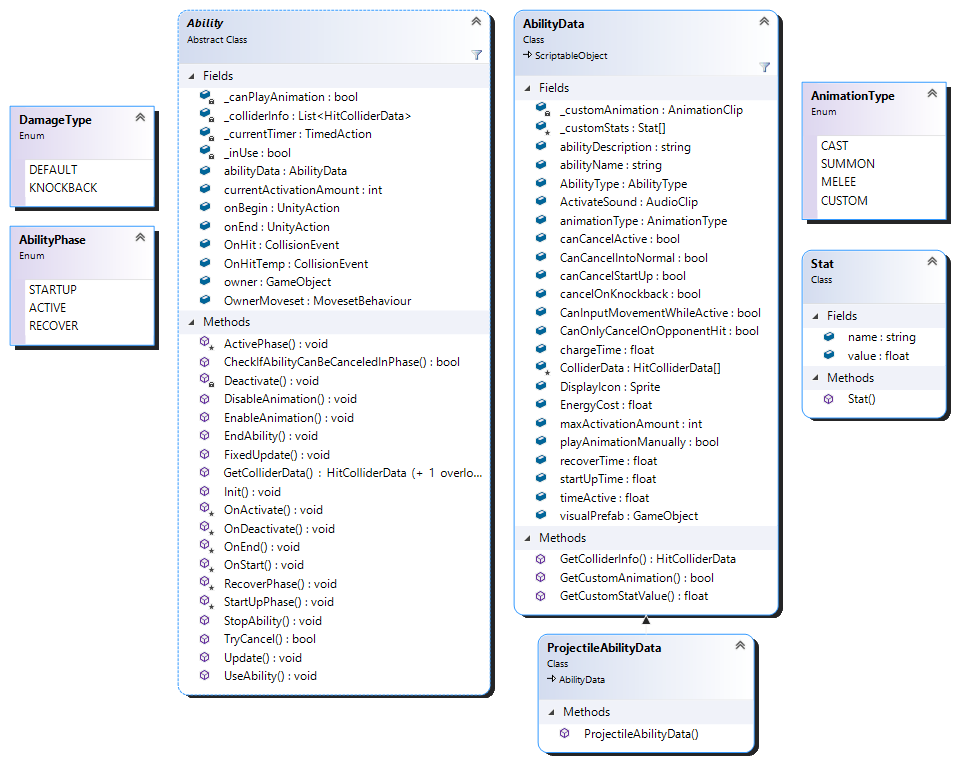 DamageType
Enum
DEFAULT
KNOCKBACK
AbilityPhase
Enum
STARTUP
ACTIVE
RECOVER
Ability
Abstract Class
Fields
_canPlayAnimation : bool
_colliderInfo : List<HitColliderData>
_currentTimer : TimedAction
_inUse : bool
abilityData : AbilityData
currentActivationAmount : int
onBegin : UnityAction
onEnd : UnityAction
OnHit : CollisionEvent
OnHitTemp : CollisionEvent
owner : GameObject
OwnerMoveset : MovesetBehaviour
Methods
ActivePhase() : void
CheckIfAbilityCanBeCanceledInPhase() : bool
Deactivate() : void
DisableAnimation() : void
EnableAnimation() : void
EndAbility() : void
FixedUpdate() : void
GetColliderData() : HitColliderData (+ 1 overlo...
Init() : void
OnActivate() : void
OnDeactivate() : void
OnEnd() : void
OnStart() : void
RecoverPhase() : void
StartUpPhase() : void
StopAbility() : void
TryCancel() : bool
Update() : void
UseAbility() : void
AbilityData
Class
ScriptableObject
Fields
_customAnimation : AnimationClip
_customStats : Stat[]
abilityDescription : string
abilityName : string
AbilityType : AbilityType
ActivateSound : AudioClip
animationType : AnimationType
canCancelActive : bool
CanCancelIntoNormal : bool
canCancelStartUp : bool
cancelOnKnockback : bool
CanInputMovementWhileActive : bool
CanOnlyCancelOnOpponentHit : bool
chargeTime : float
ColliderData : HitColliderData[]
DisplayIcon : Sprite
EnergyCost : float
maxActivationAmount : int
playAnimationManually : bool
recoverTime : float
startUpTime : float
timeActive : float
visualPrefab : GameObject
Methods
GetColliderInfo() : HitColliderData
GetCustomAnimation() : bool
GetCustomStatValue() : float
ProjectileAbilityData
Class
AbilityData
Methods
ProjectileAbilityData()
AnimationType
Enum
CAST
SUMMON
MELEE
CUSTOM
Stat
Class
Fields
name : string
value : float
Methods
Stat()